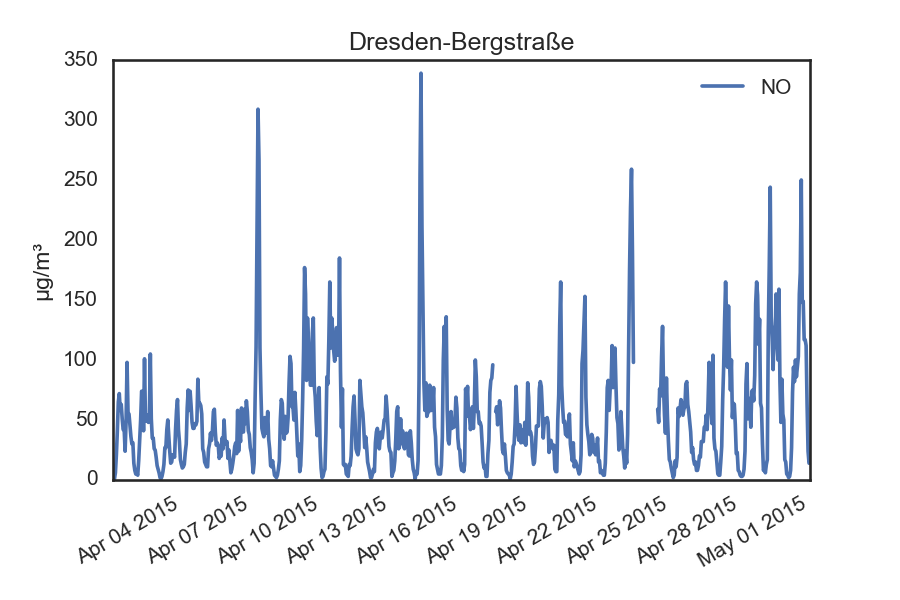 Dresden-Bergstraße
NO
350
300
250
200
150
100
50
0
µg/m³
Apr 04 2015
Apr 07 2015
Apr 10 2015
Apr 13 2015
Apr 16 2015
Apr 19 2015
Apr 22 2015
Apr 25 2015
Apr 28 2015
May 01 2015